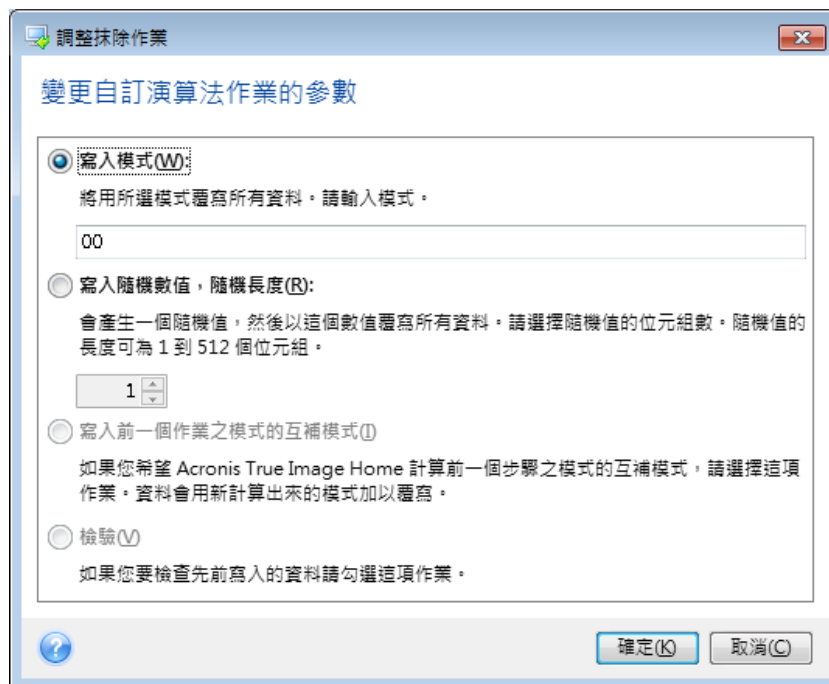 調整抹除作業
變更自訂演算法作業的參數
寫入模式(W):
將用所選模式覆寫所有資料。請輸入模式。
00
寫入隨機數值，隨機長度(R):
會產生一個隨機值，然後以這個數值覆寫所有資料。請選擇隨機值的位元組數。隨機值的
長度可為 1 到 512 個位元組。
1
寫入前一個作業之模式的互補模式(I)
如果您希望 Acronis True Image Home 計算前一個步驟之模式的互補模式，請選擇這項
作業。資料會用新計算出來的模式加以覆寫。
檢驗(V)
如果您要檢查先前寫入的資料請勾選這項作業。
確定(K)
取消(C)